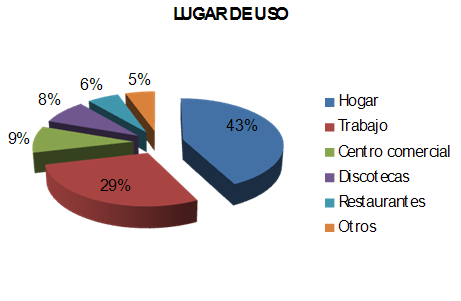 LUGAR DE USO
5%
6%
8%
9%
43%
29%
Hogar
Trabajo
Centro comercial
Discotecas
Restaurantes
Otros